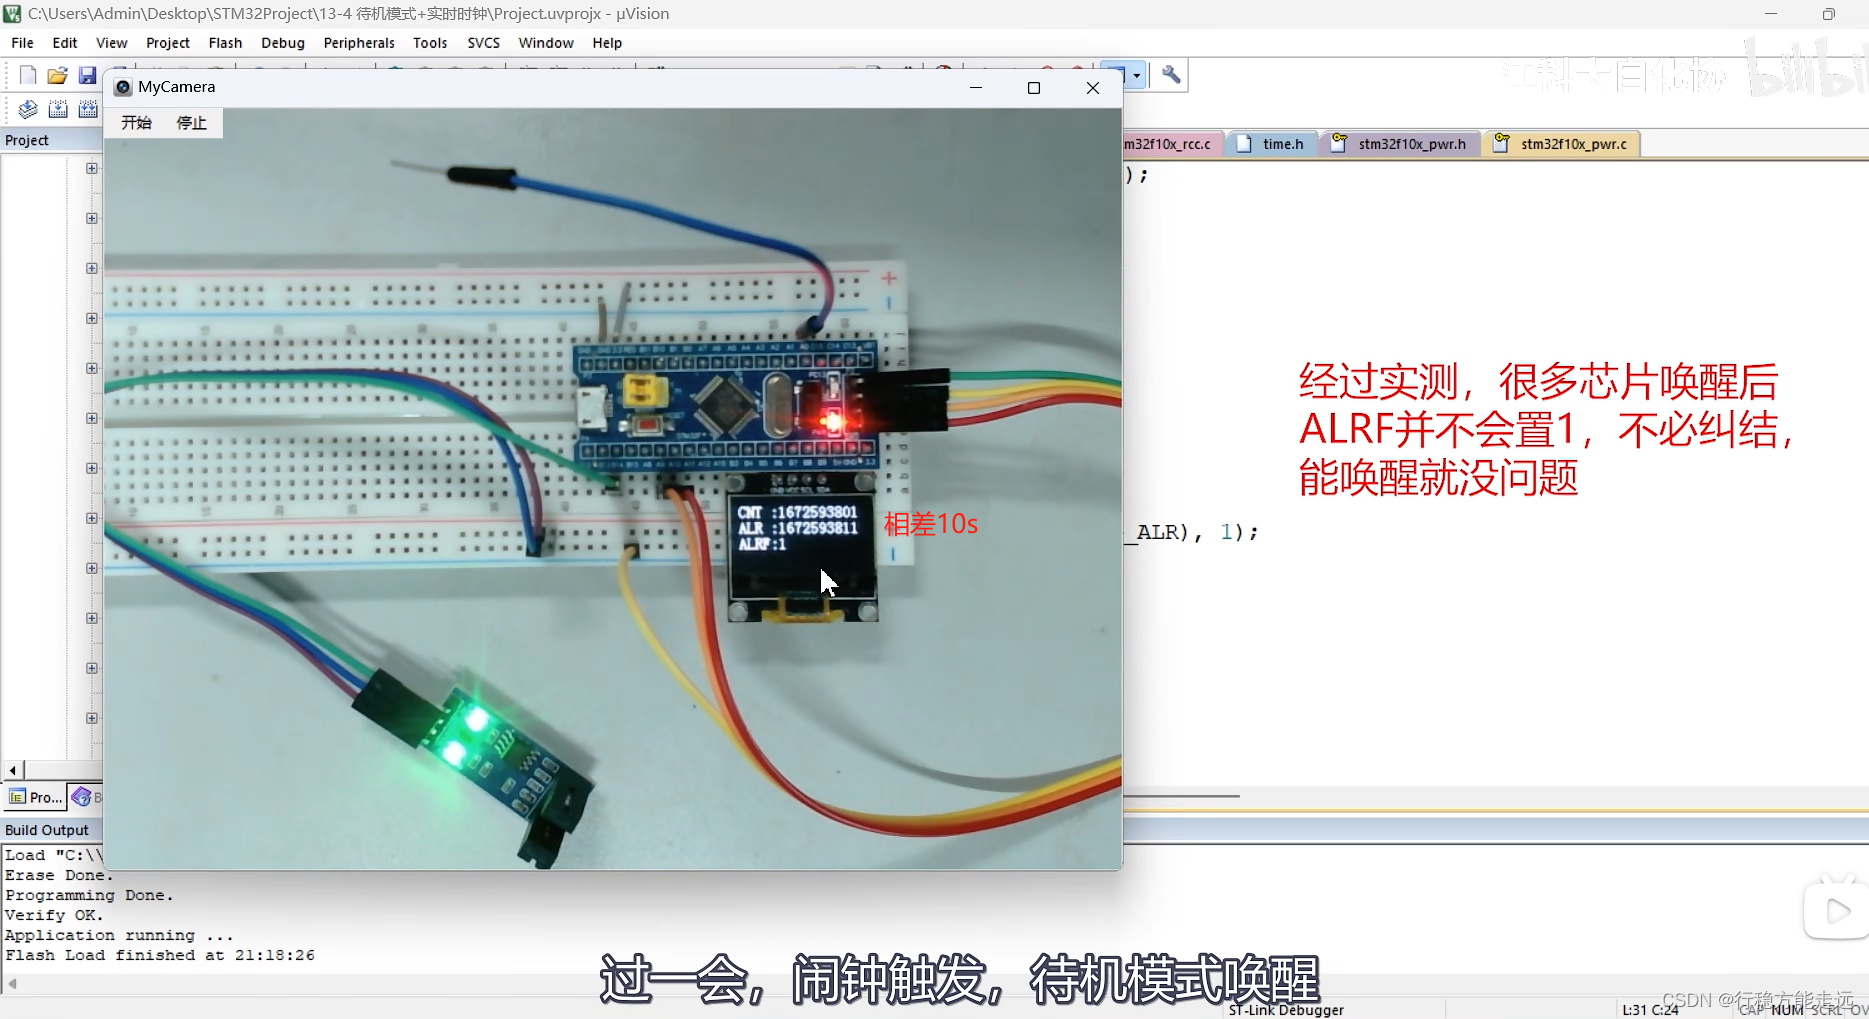 C:\Users\Admin\Desktop\STM32Project\13-4 待机模式+实时时钟\Project.uvprojx - µVision
File Edit View Project Flash Debug Peripherals Tools SVCS Window Help
MyCamera
开始 停止
Project
m32f10x_rcc.c time.h stm32f10x_pwr.h stm32f10x_pwr.c
);
经过实测，很多芯片唤醒后
ALRF并不会置1，不必纠结，
能唤醒就没问题
CNT :1672593801
ALR :1672593811
ALRF:1
相差10s
_ALR), 1);
Pro...
Build Output
Load "C:\\
Erase Done.
Programming Done.
Verify OK.
Application running ...
Flash Load finished at 21:18:26
过一会，闹钟触发，待机模式唤醒
ST-Link Debugger
L:31 C:24
CAP NUM SCRL OV
CSDN @行稳方能走远